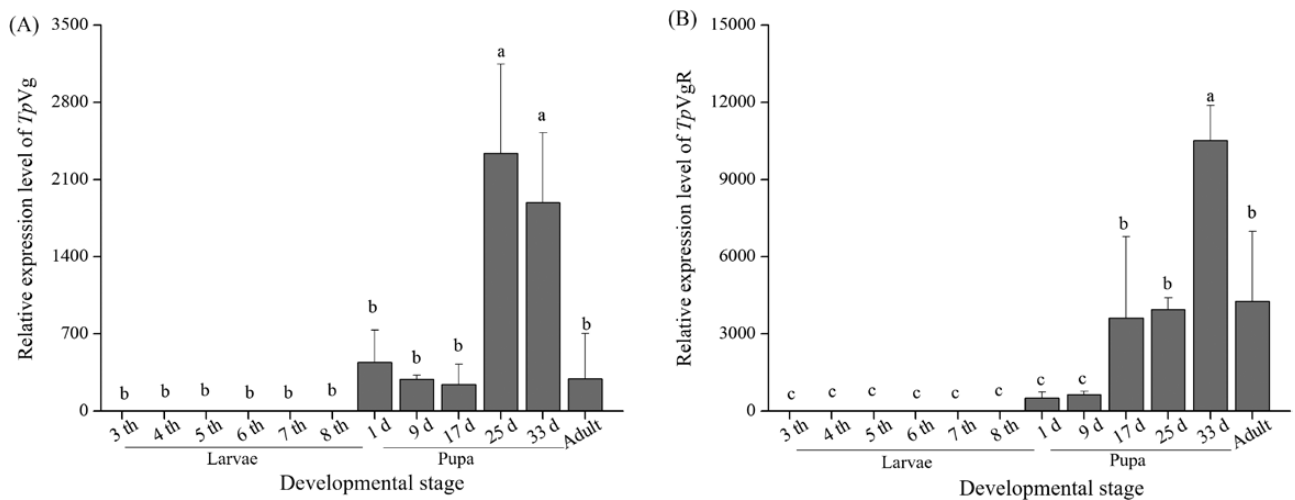 (A)
Relative expression level of TpVg
3500
2800
2100
1400
700
0
b b b b b b b b b a a b
3 th 4 th 5 th 6 th 7 th 8 th 1 d 9 d 17 d 25 d 33 d Adult
Larvae Pupa
Developmental stage
(B)
Relative expression level of TpVgR
15000
12000
9000
6000
3000
0
c c c c c c c c b b a b
3 th 4 th 5 th 6 th 7 th 8 th 1 d 9 d 17 d 25 d 33 d Adult
Larvae Pupa
Developmental stage